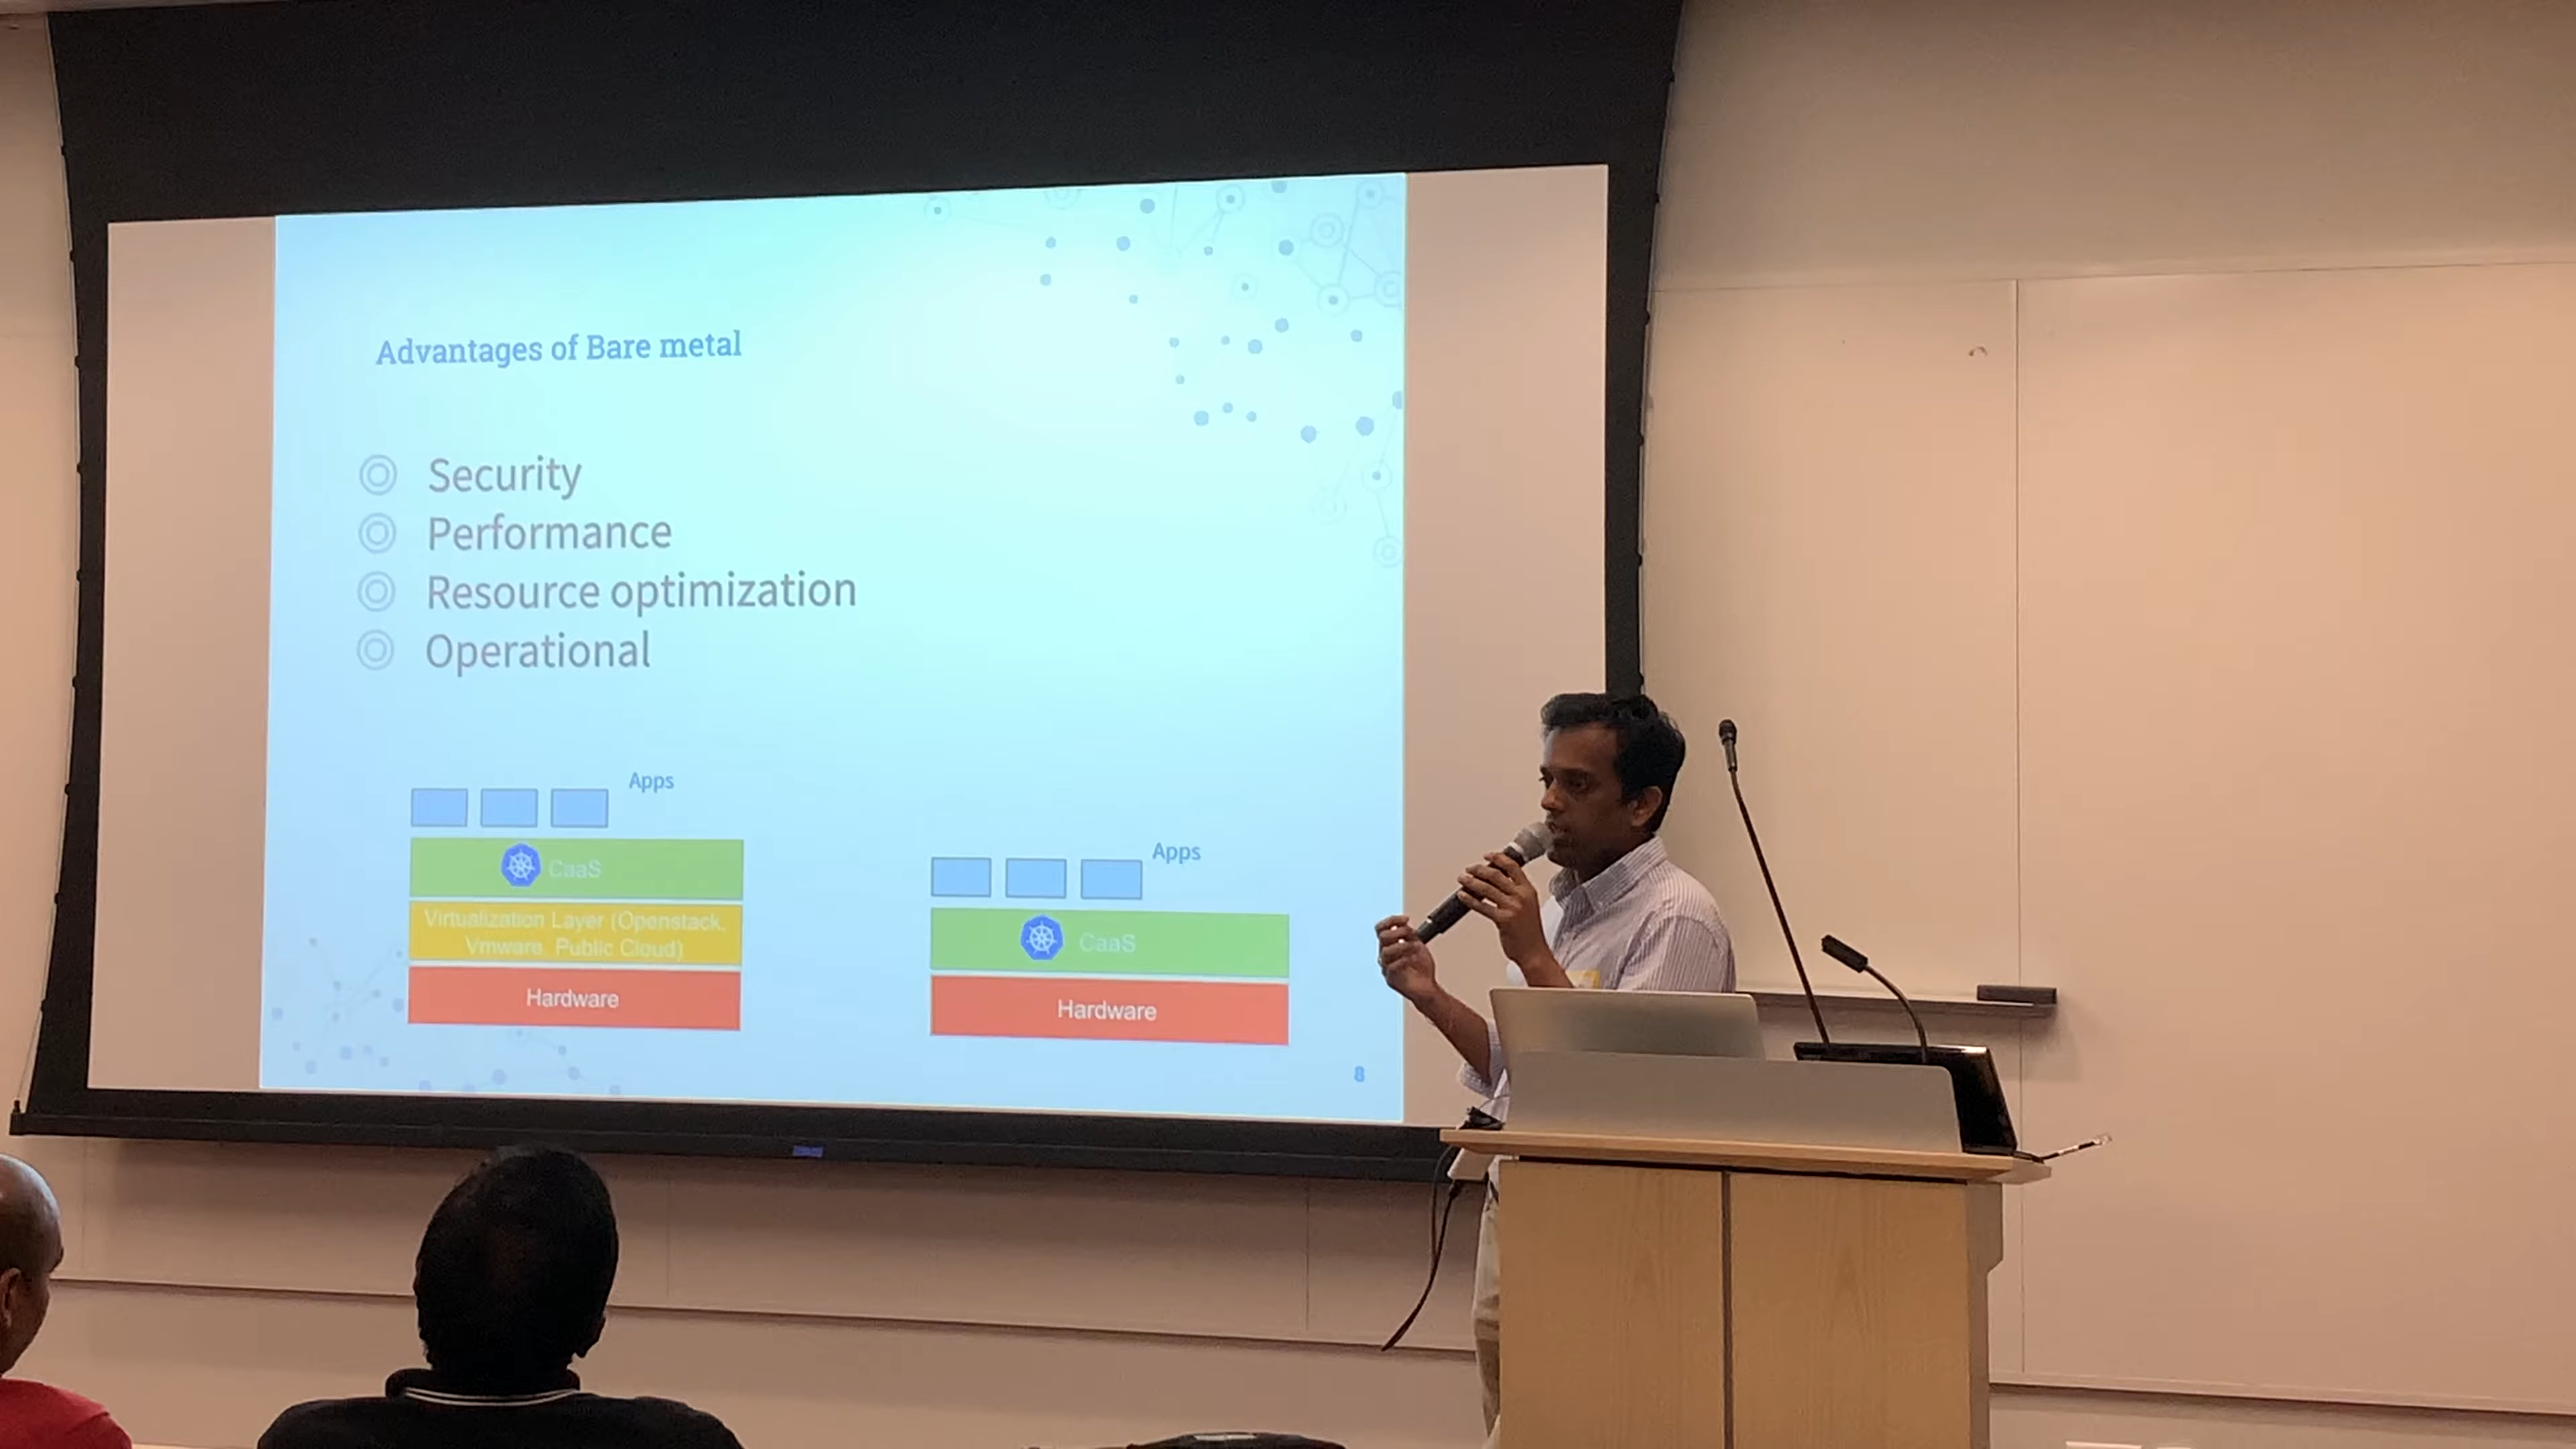 Advantages of Bare metal
Security
Performance
Resource optimization
Operational
Apps
CaaS
Virtualization Layer (Openstack,
Vmware, Public Cloud)
Hardware
Apps
CaaS
Hardware
8